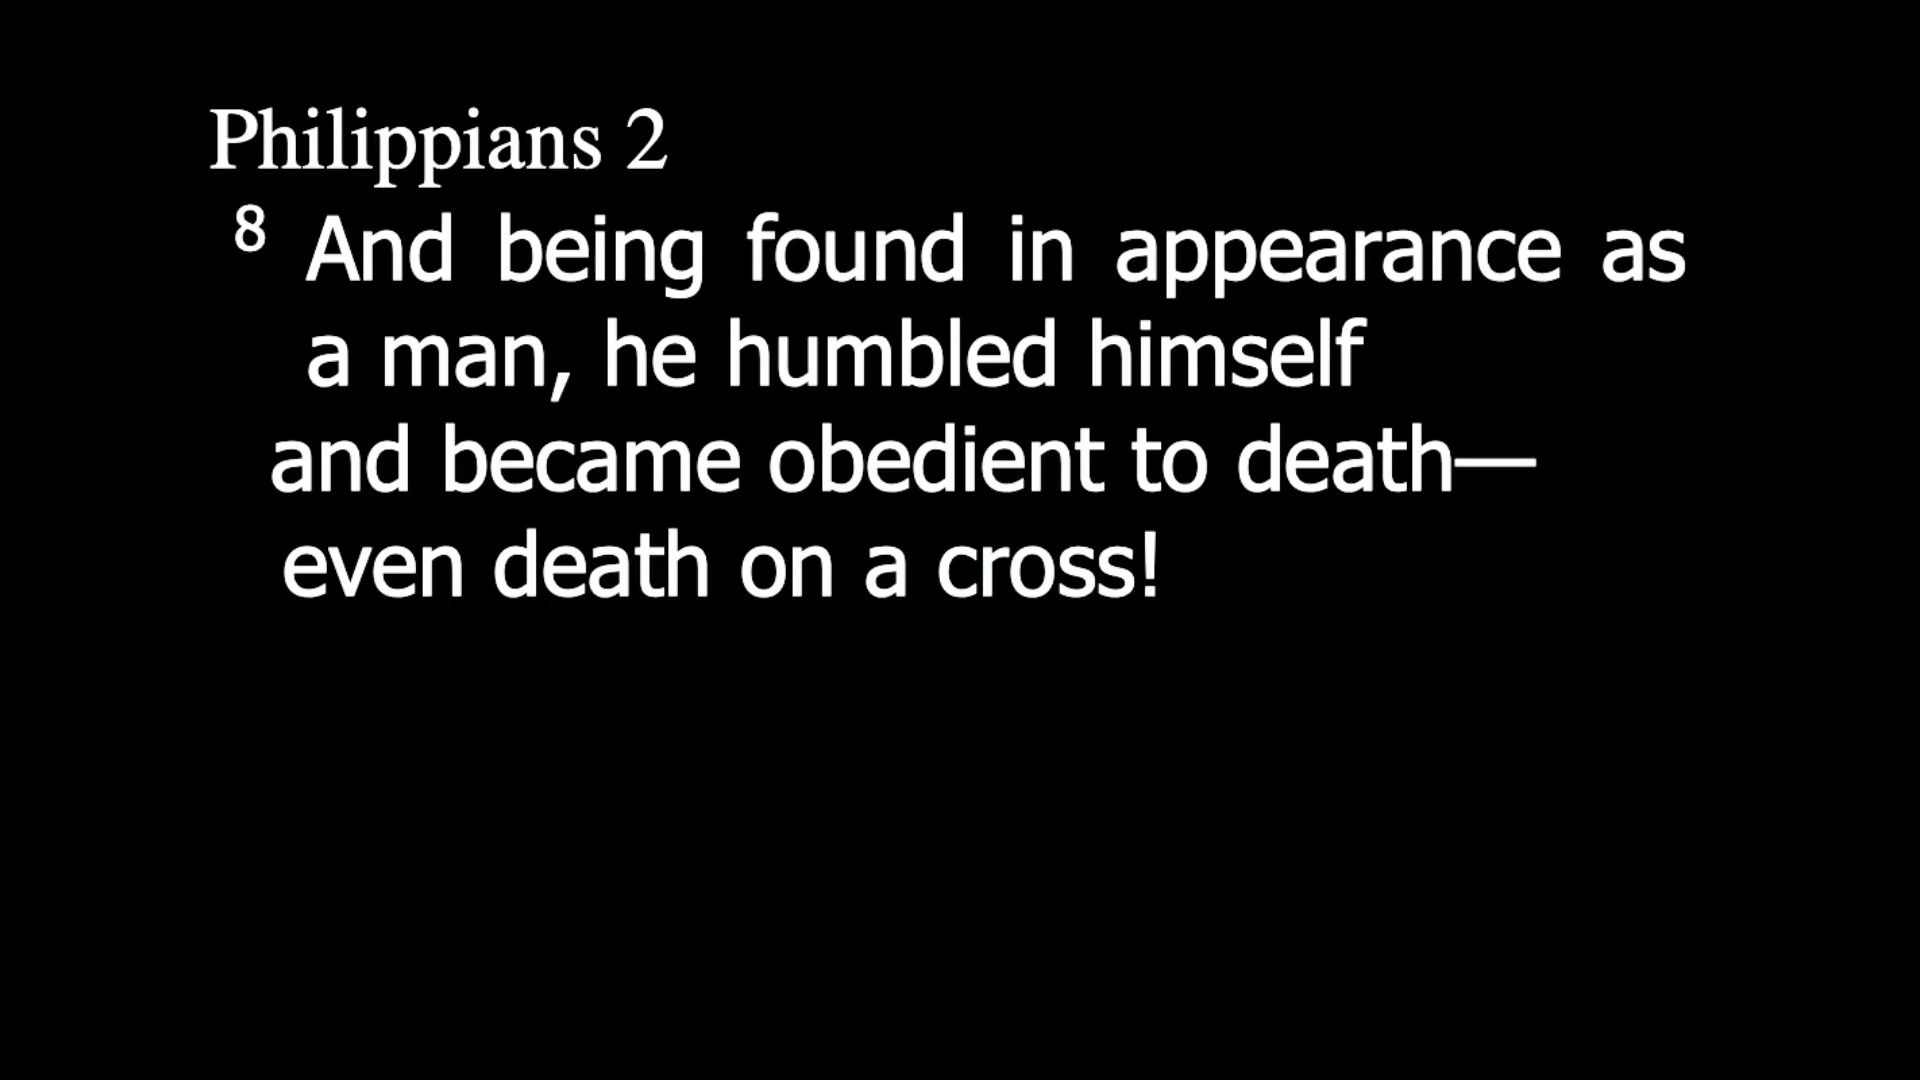 Philippians 2
8 And being found in appearance as
a man, he humbled himself
and became obedient to death—
even death on a cross!